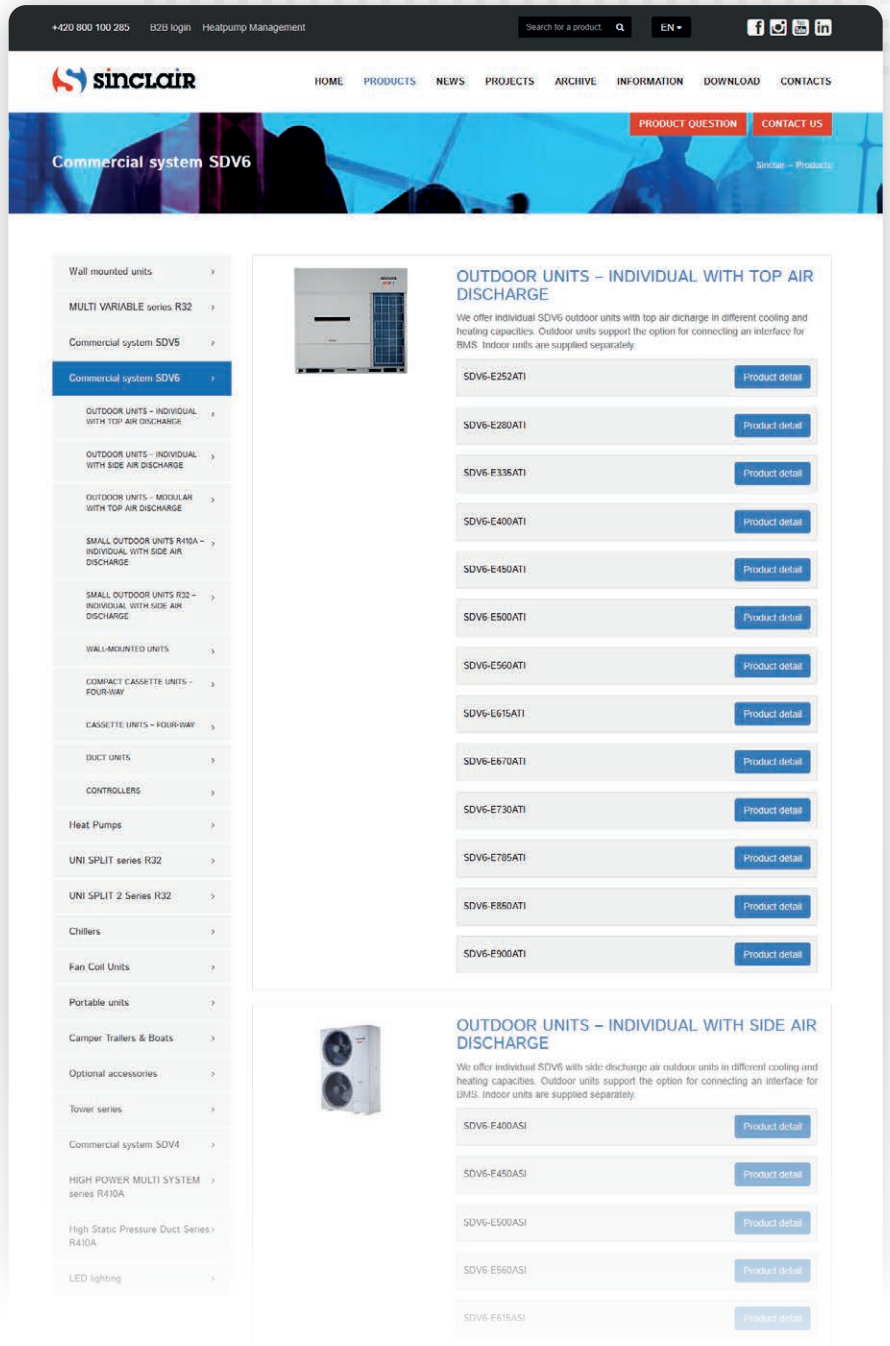 +420 800 100 285 B2B login Heatpump Management Search for a product. EN
sinclair HOME PRODUCTS NEWS PROJECTS ARCHIVE INFORMATION DOWNLOAD CONTACTS
PRODUCT QUESTION CONTACT US
Commercial system SDV6 Sinclair – Products
Wall mounted units
MULTI VARIABLE series R32
Commercial system SDV5
Commercial system SDV6
OUTDOOR UNITS – INDIVIDUAL
WITH TOP AIR DISCHARGE
OUTDOOR UNITS – INDIVIDUAL
WITH SIDE AIR DISCHARGE
OUTDOOR UNITS – MODULAR
WITH TOP AIR DISCHARGE
SMALL OUTDOOR UNITS R410A –
INDIVIDUAL WITH SIDE AIR
DISCHARGE
SMALL OUTDOOR UNITS R32 –
INDIVIDUAL WITH SIDE AIR
DISCHARGE
WALL-MOUNTED UNITS
COMPACT CASSETTE UNITS –
FOUR-WAY
CASSETTE UNITS – FOUR-WAY
DUCT UNITS
CONTROLLERS
Heat Pumps
UNI SPLIT series R32
UNI SPLIT 2 Series R32
Chillers
Fan Coil Units
Portable units
Camper Trailers & Boats
Optional accessories
Tower series
Commercial system SDV4
HIGH POWER MULTI SYSTEM
series R410A
High Static Pressure Duct Series
R410A
LED lighting
OUTDOOR UNITS – INDIVIDUAL WITH TOP AIR
DISCHARGE
We offer individual SDV6 outdoor units with top air dicharge in different cooling and
heating capacities. Outdoor units support the option for connecting an interface for
BMS. Indoor units are supplied separately.
SDV6-E252ATI Product detail
SDV6-E280ATI Product detail
SDV6-E335ATI Product detail
SDV6-E400ATI Product detail
SDV6-E450ATI Product detail
SDV6-E500ATI Product detail
SDV6-E560ATI Product detail
SDV6-E615ATI Product detail
SDV6-E670ATI Product detail
SDV6-E730ATI Product detail
SDV6-E785ATI Product detail
SDV6-E850ATI Product detail
SDV6-E900ATI Product detail
OUTDOOR UNITS – INDIVIDUAL WITH SIDE AIR
DISCHARGE
We offer individual SDV6 with side discharge air outdoor units in different cooling and
heating capacities. Outdoor units support the option for connecting an interface for
BMS. Indoor units are supplied separately.
SDV6-E400ASI Product detail
SDV6-E450ASI Product detail
SDV6-E500ASI Product detail
SDV6-E560ASI Product detail
SDV6-E615ASI Product detail